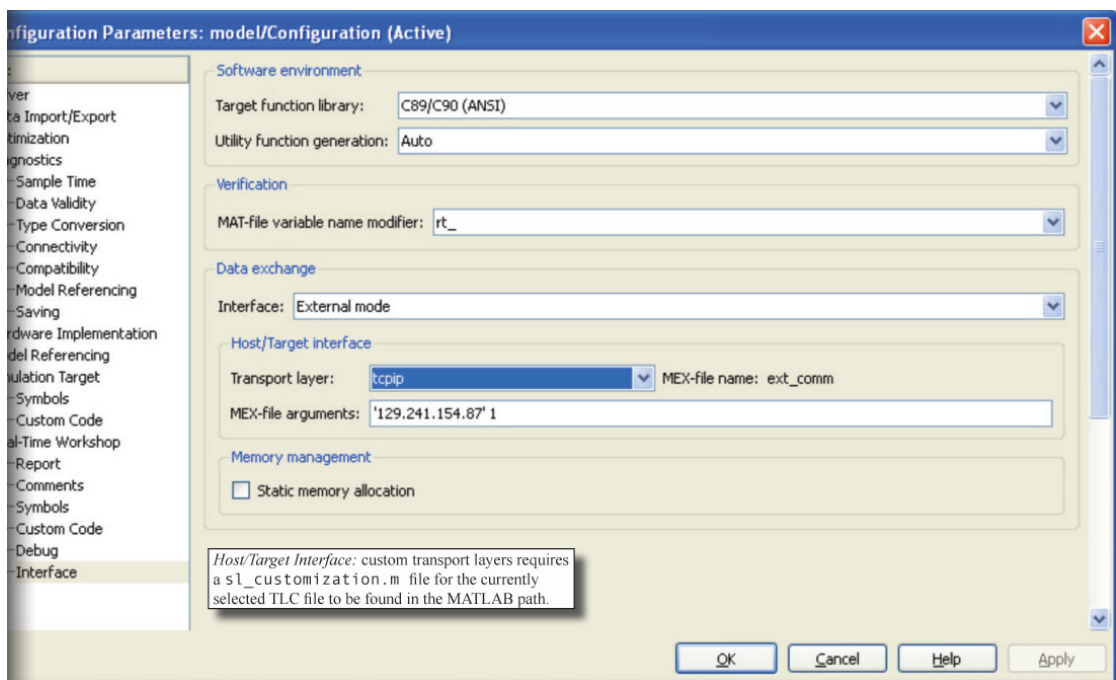 nfiguration Parameters: model/Configuration (Active)
ver
ta Import/Export
timization
gnostics
Sample Time
Data Validity
Type Conversion
Connectivity
Compatibility
Model Referencing
Saving
rdware Implementation
del Referencing
ulation Target
Symbols
Custom Code
al-Time Workshop
Report
Comments
Symbols
Custom Code
Debug
Interface
Software environment
Target function library: C89/C90 (ANSI)
Utility function generation: Auto
Verification
MAT-file variable name modifier: rt_
Data exchange
Interface: External mode
Host/Target interface
Transport layer: tcpip MEX-file name: ext_comm
MEX-file arguments: '129.241.154.87' 1
Memory management
Static memory allocation
Host/Target Interface: custom transport layers requires
a sl_customization.m file for the currently
selected TLC file to be found in the MATLAB path.
OK Cancel Help Apply